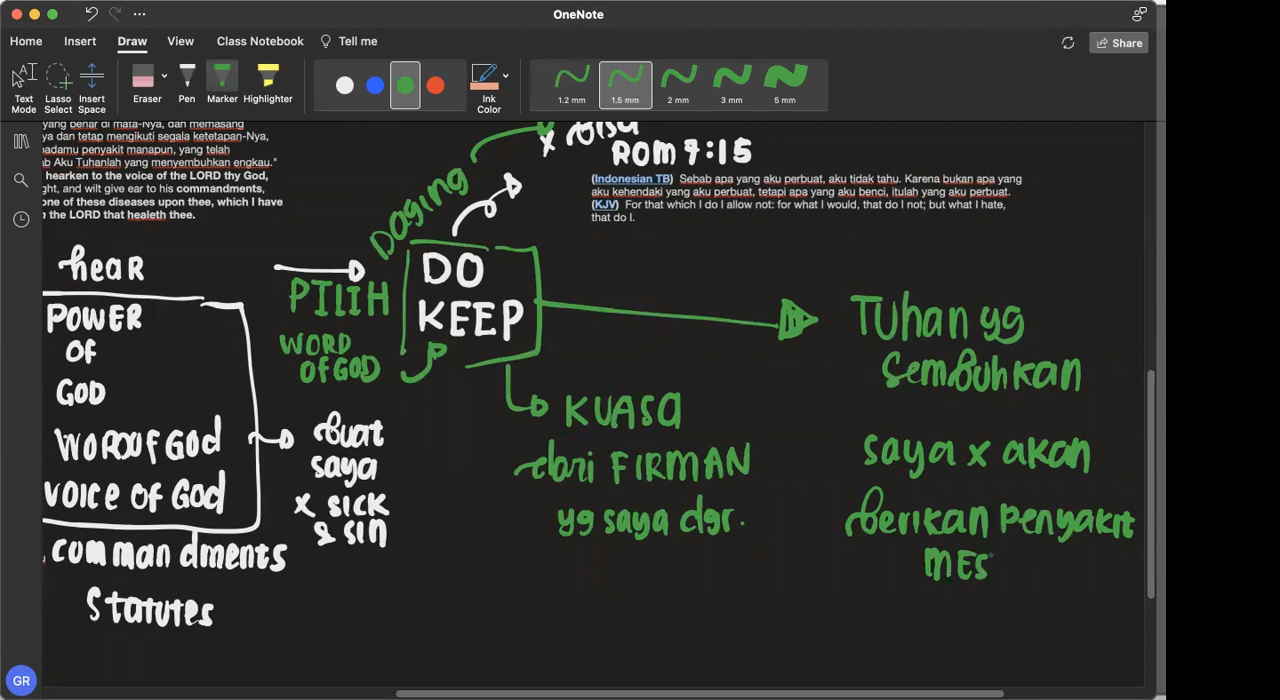 OneNote
Home Insert Draw View Class Notebook Tell me
Share
Text Mode
Lasso Select
Insert Space
Eraser
Pen
Marker
Highlighter
Ink Color
1.2 mm
1.5 mm
2 mm
3 mm
5 mm
yang benar di mata-Nya, dan memasang
ya dan tetap mengikuti segala ketetapan-Nya,
padamu penyakit manapun, yang telah
b Aku Tuhanlah yang menyembuhkan engkau."
hearken to the voice of the LORD thy God,
ght, and wilt give ear to his commandments,
one of these diseases upon thee, which I have
n the LORD that healeth thee.
x bisa
ROM 7:15
(Indonesian TB) Sebab apa yang aku perbuat, aku tidak tahu. Karena bukan apa yang
aku kehendaki yang aku perbuat, tetapi apa yang aku benci, itulah yang aku perbuat.
(KJV) For that which I do I allow not: for what I would, that do I not; but what I hate,
that do I.
Daging
hear
POWER
OF
GOD
WORD of GOD
VOICE OF GOD
commandments
Statutes
buat
saya
x SICK
& SIN
PILIH
WORD
OF GOD
DO
KEEP
KUASA
dari FIRMAN
yg saya dgr.
Tuhan yg
Sembuhkan
saya x akan
berikan penyakit
MES
GR